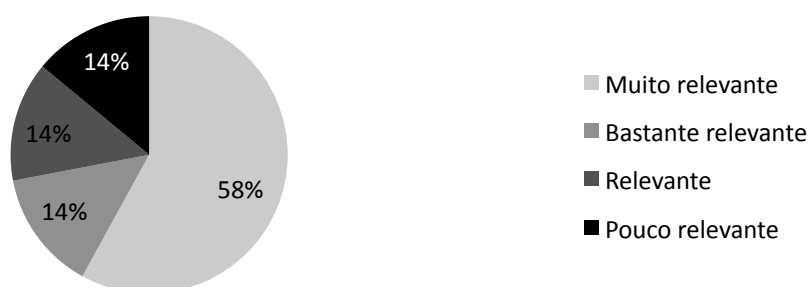 14%
14%
14%
58%
Muito relevante
Bastante relevante
Relevante
Pouco relevante